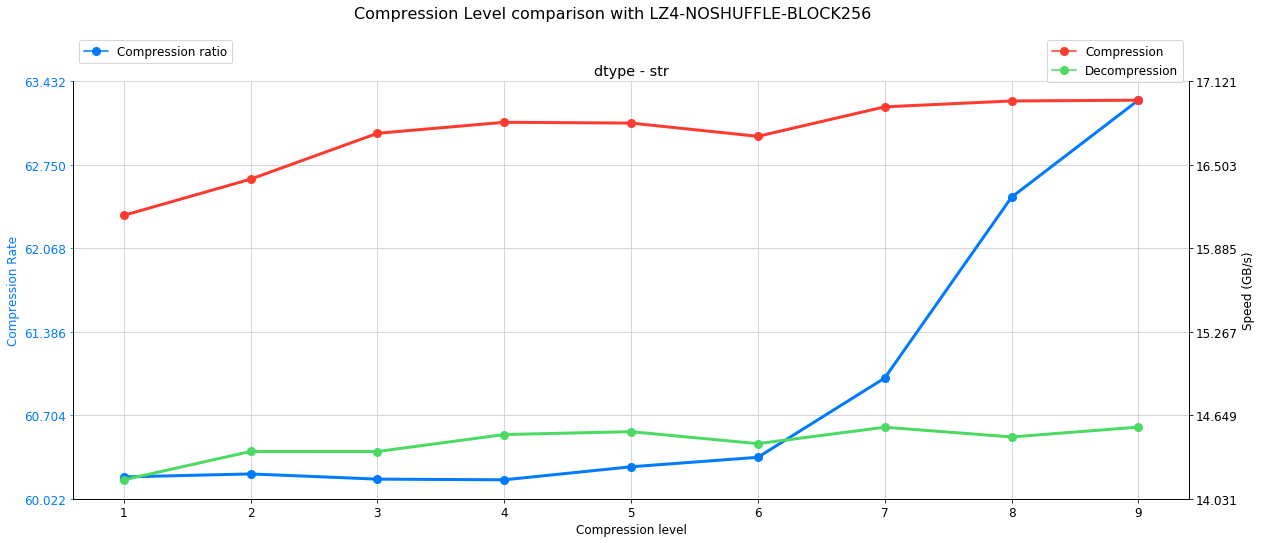 Compression Level comparison with LZ4-NOSHUFFLE-BLOCK256
Compression ratio
Compression
Decompression
dtype - str
63.432
62.750
62.068
61.386
60.704
60.022
Compression Rate
17.121
16.503
15.885
15.267
14.649
14.031
Speed (GB/s)
1 2 3 4 5 6 7 8 9
Compression level